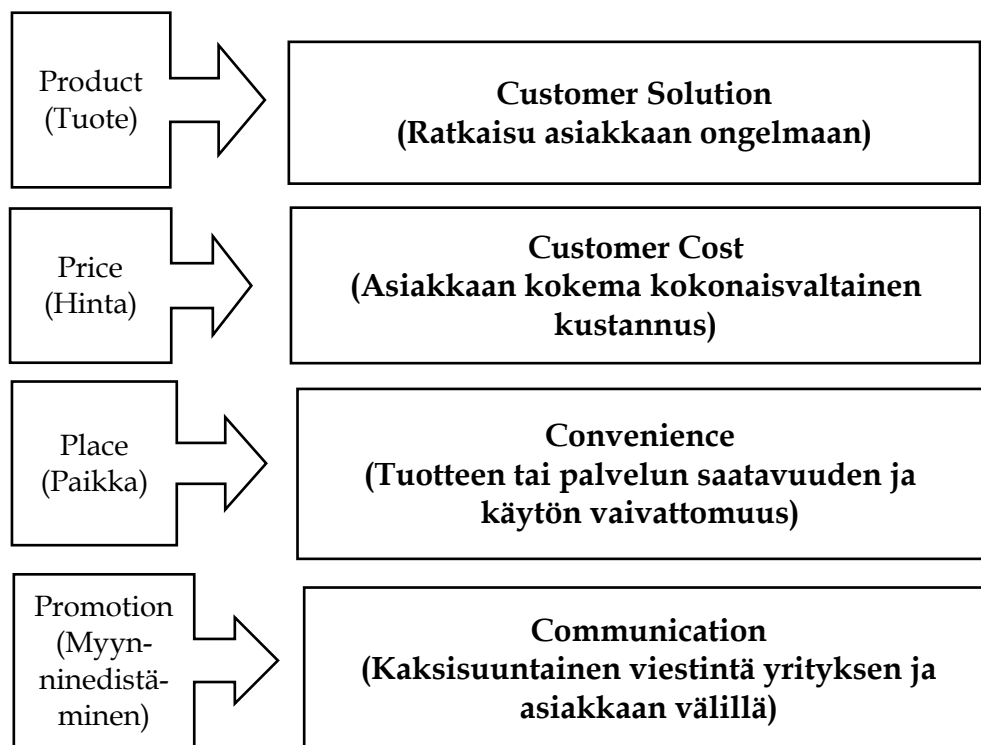 Product
(Tuote)
Customer Solution
(Ratkaisu asiakkaan ongelmaan)
Price
(Hinta)
Customer Cost
(Asiakkaan kokema kokonaisvaltainen
kustannus)
Place
(Paikka)
Convenience
(Tuotteen tai palvelun saatavuuden ja
käytön vaivattomuus)
Promotion
(Myyn-
ninedistä-
minen)
Communication
(Kaksisuuntainen viestintä yrityksen ja
asiakkaan välillä)